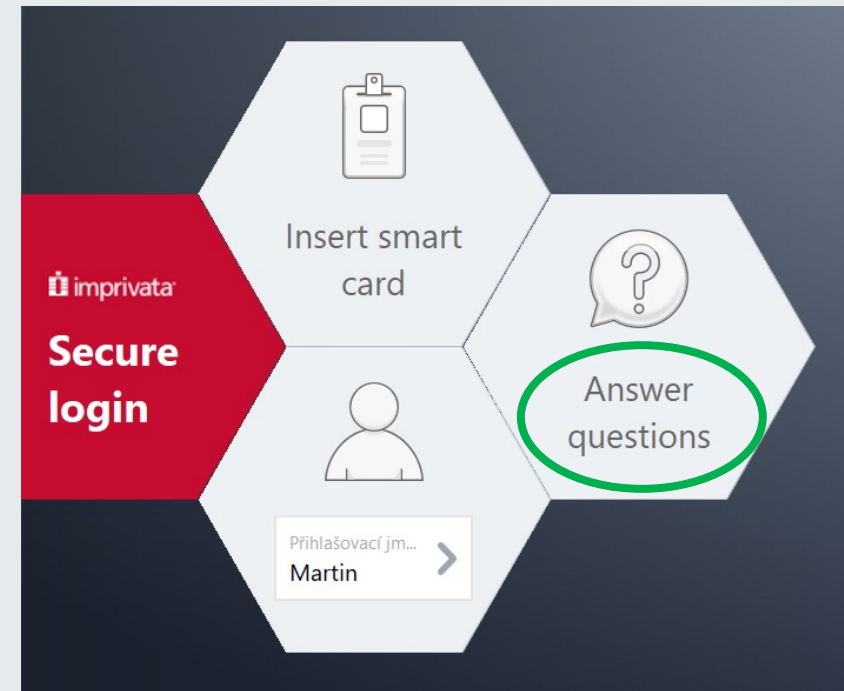 Insert smart
card
imprivata
Secure
login
Answer
questions
Přihlašovací jm...
Martin